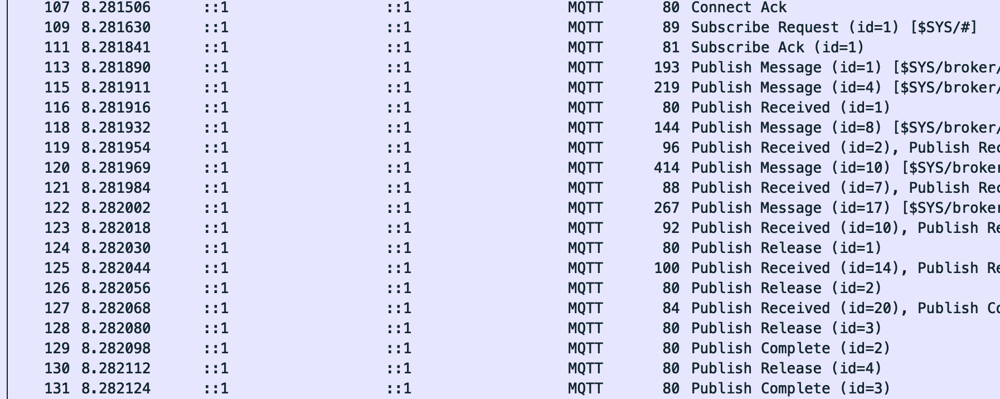 107 8.281506 ::1 ::1 MQTT 80 Connect Ack
109 8.281630 ::1 ::1 MQTT 89 Subscribe Request (id=1) [$SYS/#]
111 8.281841 ::1 ::1 MQTT 81 Subscribe Ack (id=1)
113 8.281890 ::1 ::1 MQTT 193 Publish Message (id=1) [$SYS/broker/
115 8.281911 ::1 ::1 MQTT 219 Publish Message (id=4) [$SYS/broker/
116 8.281916 ::1 ::1 MQTT 80 Publish Received (id=1)
118 8.281932 ::1 ::1 MQTT 144 Publish Message (id=8) [$SYS/broker/
119 8.281954 ::1 ::1 MQTT 96 Publish Received (id=2), Publish Rec
120 8.281969 ::1 ::1 MQTT 414 Publish Message (id=10) [$SYS/broker
121 8.281984 ::1 ::1 MQTT 88 Publish Received (id=7), Publish Rec
122 8.282002 ::1 ::1 MQTT 267 Publish Message (id=17) [$SYS/broker
123 8.282018 ::1 ::1 MQTT 92 Publish Received (id=10), Publish Re
124 8.282030 ::1 ::1 MQTT 80 Publish Release (id=1)
125 8.282044 ::1 ::1 MQTT 100 Publish Received (id=14), Publish Re
126 8.282056 ::1 ::1 MQTT 80 Publish Release (id=2)
127 8.282068 ::1 ::1 MQTT 84 Publish Received (id=20), Publish Co
128 8.282080 ::1 ::1 MQTT 80 Publish Release (id=3)
129 8.282098 ::1 ::1 MQTT 80 Publish Complete (id=2)
130 8.282112 ::1 ::1 MQTT 80 Publish Release (id=4)
131 8.282124 ::1 ::1 MQTT 80 Publish Complete (id=3)